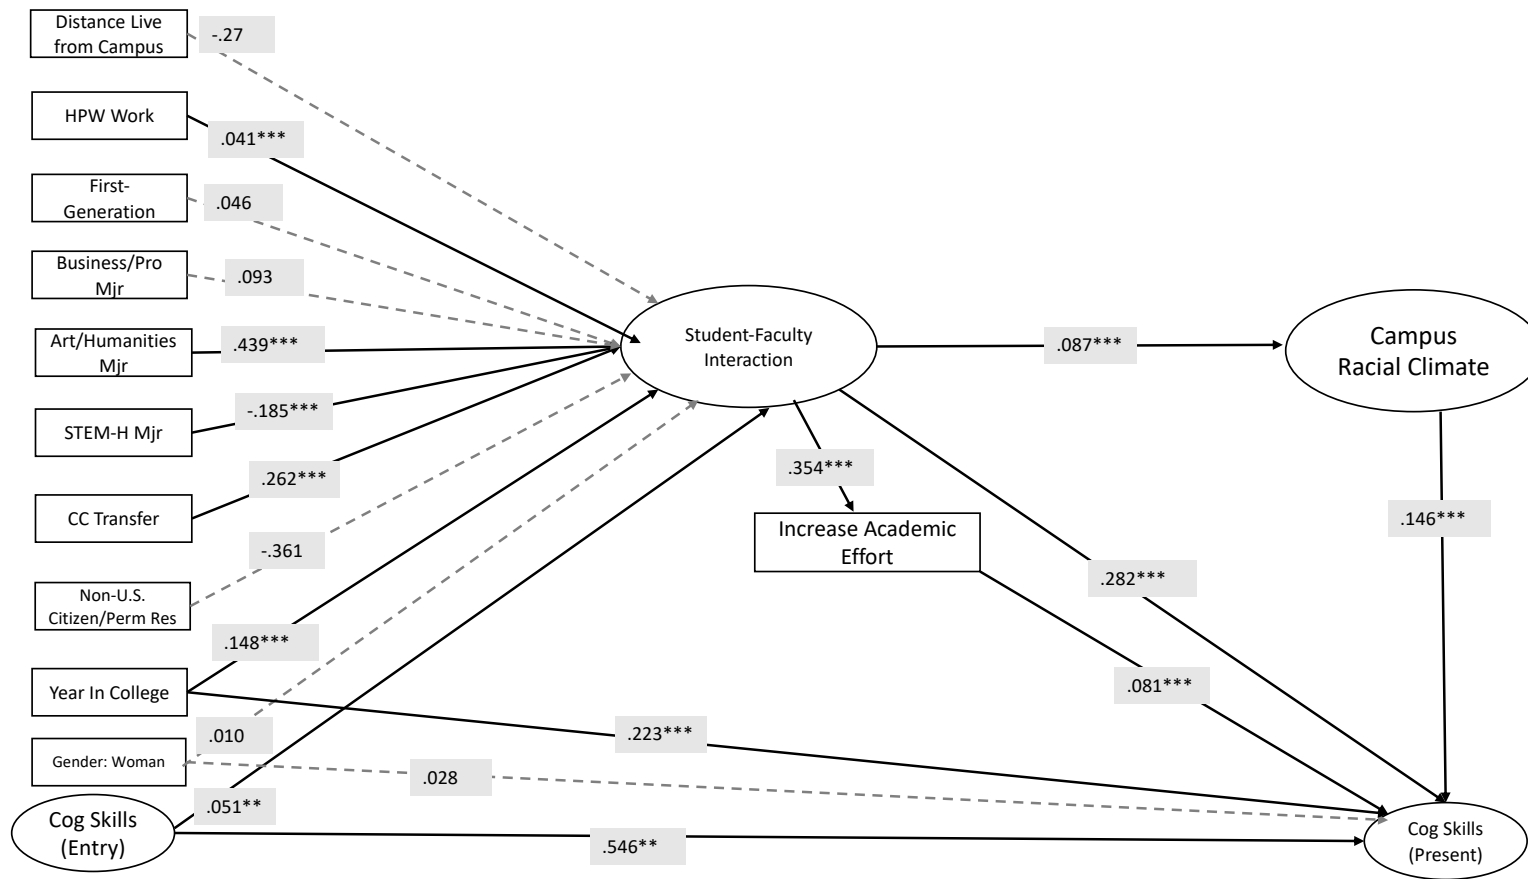 Distance Live
from Campus
-.27
HPW Work
.041***
First-
Generation
.046
Business/Pro
Mjr
.093
Art/Humanities
Mjr
.439***
STEM-H Mjr
-.185***
CC Transfer
.262***
Non-U.S.
Citizen/Perm Res
-.361
Year In College
.148***
Gender: Woman
.010
Cog Skills
(Entry)
.051**
Student-Faculty
Interaction
.087***
Campus
Racial Climate
.354***
Increase Academic
Effort
.282***
.146***
.081***
.223***
.028
.546**
Cog Skills
(Present)